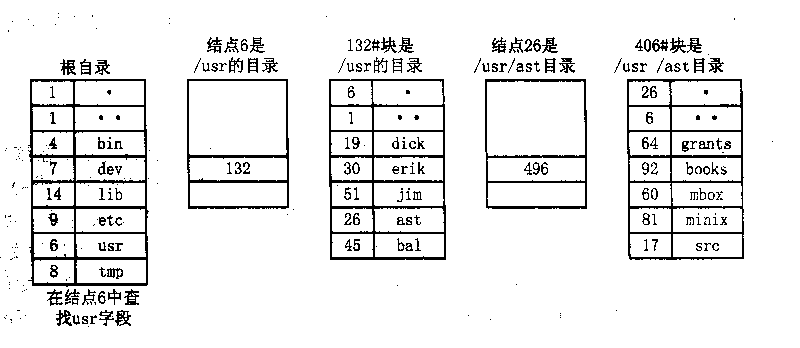 根自录
1 .
1 ..
4 bin
7 dev
14 lib
9 etc
6 usr
8 tmp
在结点6中查
找usr字段
结点6是
/usr的目录
132
132#块是
/usr的目录
6 .
1 ..
19 dick
30 erik
51 jim
26 ast
45 bal
结点26是
/usr/ast目录
496
406#块是
/usr /ast目录
26 .
6 ..
64 grants
92 books
60 mbox
81 minix
17 src